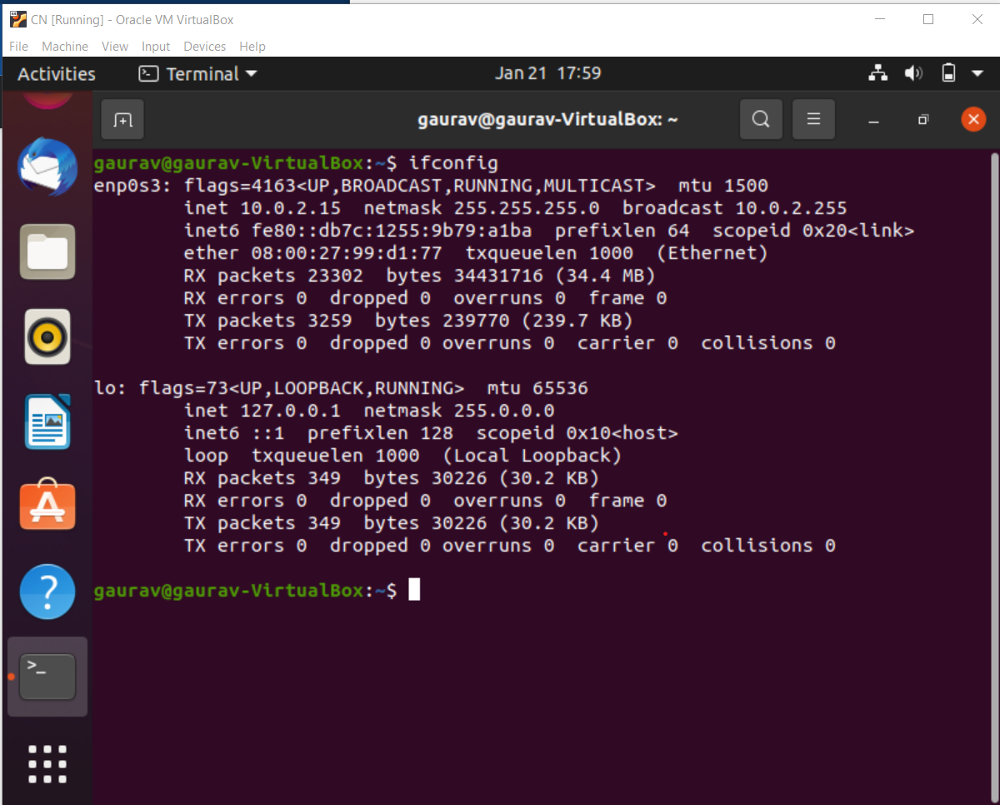 CN [Running] - Oracle VM VirtualBox
File Machine View Input Devices Help
Activities Terminal Jan 21 17:59
gaurav@gaurav-VirtualBox: ~
gaurav@gaurav-VirtualBox:~$ ifconfig
enp0s3: flags=4163<UP,BROADCAST,RUNNING,MULTICAST>  mtu 1500
        inet 10.0.2.15  netmask 255.255.255.0  broadcast 10.0.2.255
        inet6 fe80::db7c:1255:9b79:a1ba  prefixlen 64  scopeid 0x20<link>
        ether 08:00:27:99:d1:77  txqueuelen 1000  (Ethernet)
        RX packets 23302  bytes 34431716 (34.4 MB)
        RX errors 0  dropped 0  overruns 0  frame 0
        TX packets 3259  bytes 239770 (239.7 KB)
        TX errors 0  dropped 0 overruns 0  carrier 0  collisions 0
lo: flags=73<UP,LOOPBACK,RUNNING>  mtu 65536
        inet 127.0.0.1  netmask 255.0.0.0
        inet6 ::1  prefixlen 128  scopeid 0x10<host>
        loop  txqueuelen 1000  (Local Loopback)
        RX packets 349  bytes 30226 (30.2 KB)
        RX errors 0  dropped 0  overruns 0  frame 0
        TX packets 349  bytes 30226 (30.2 KB)
        TX errors 0  dropped 0 overruns 0  carrier 0  collisions 0
gaurav@gaurav-VirtualBox:~$